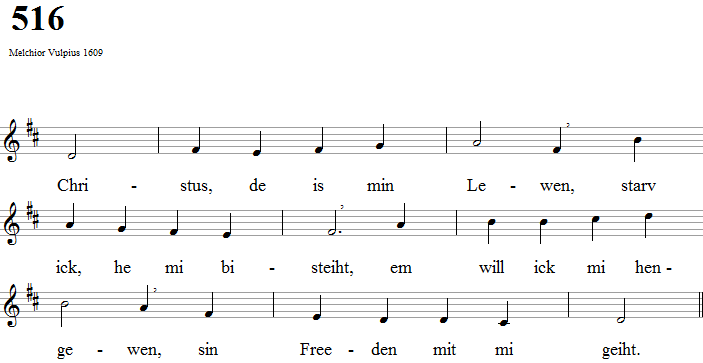 516
Melchior Vulpius 1609
Chri - stus, de is min Le - wen, starv
ick, he mi bi - steiht, em will ick mi hen -
ge - wen, sin Free - den mit mi geiht.